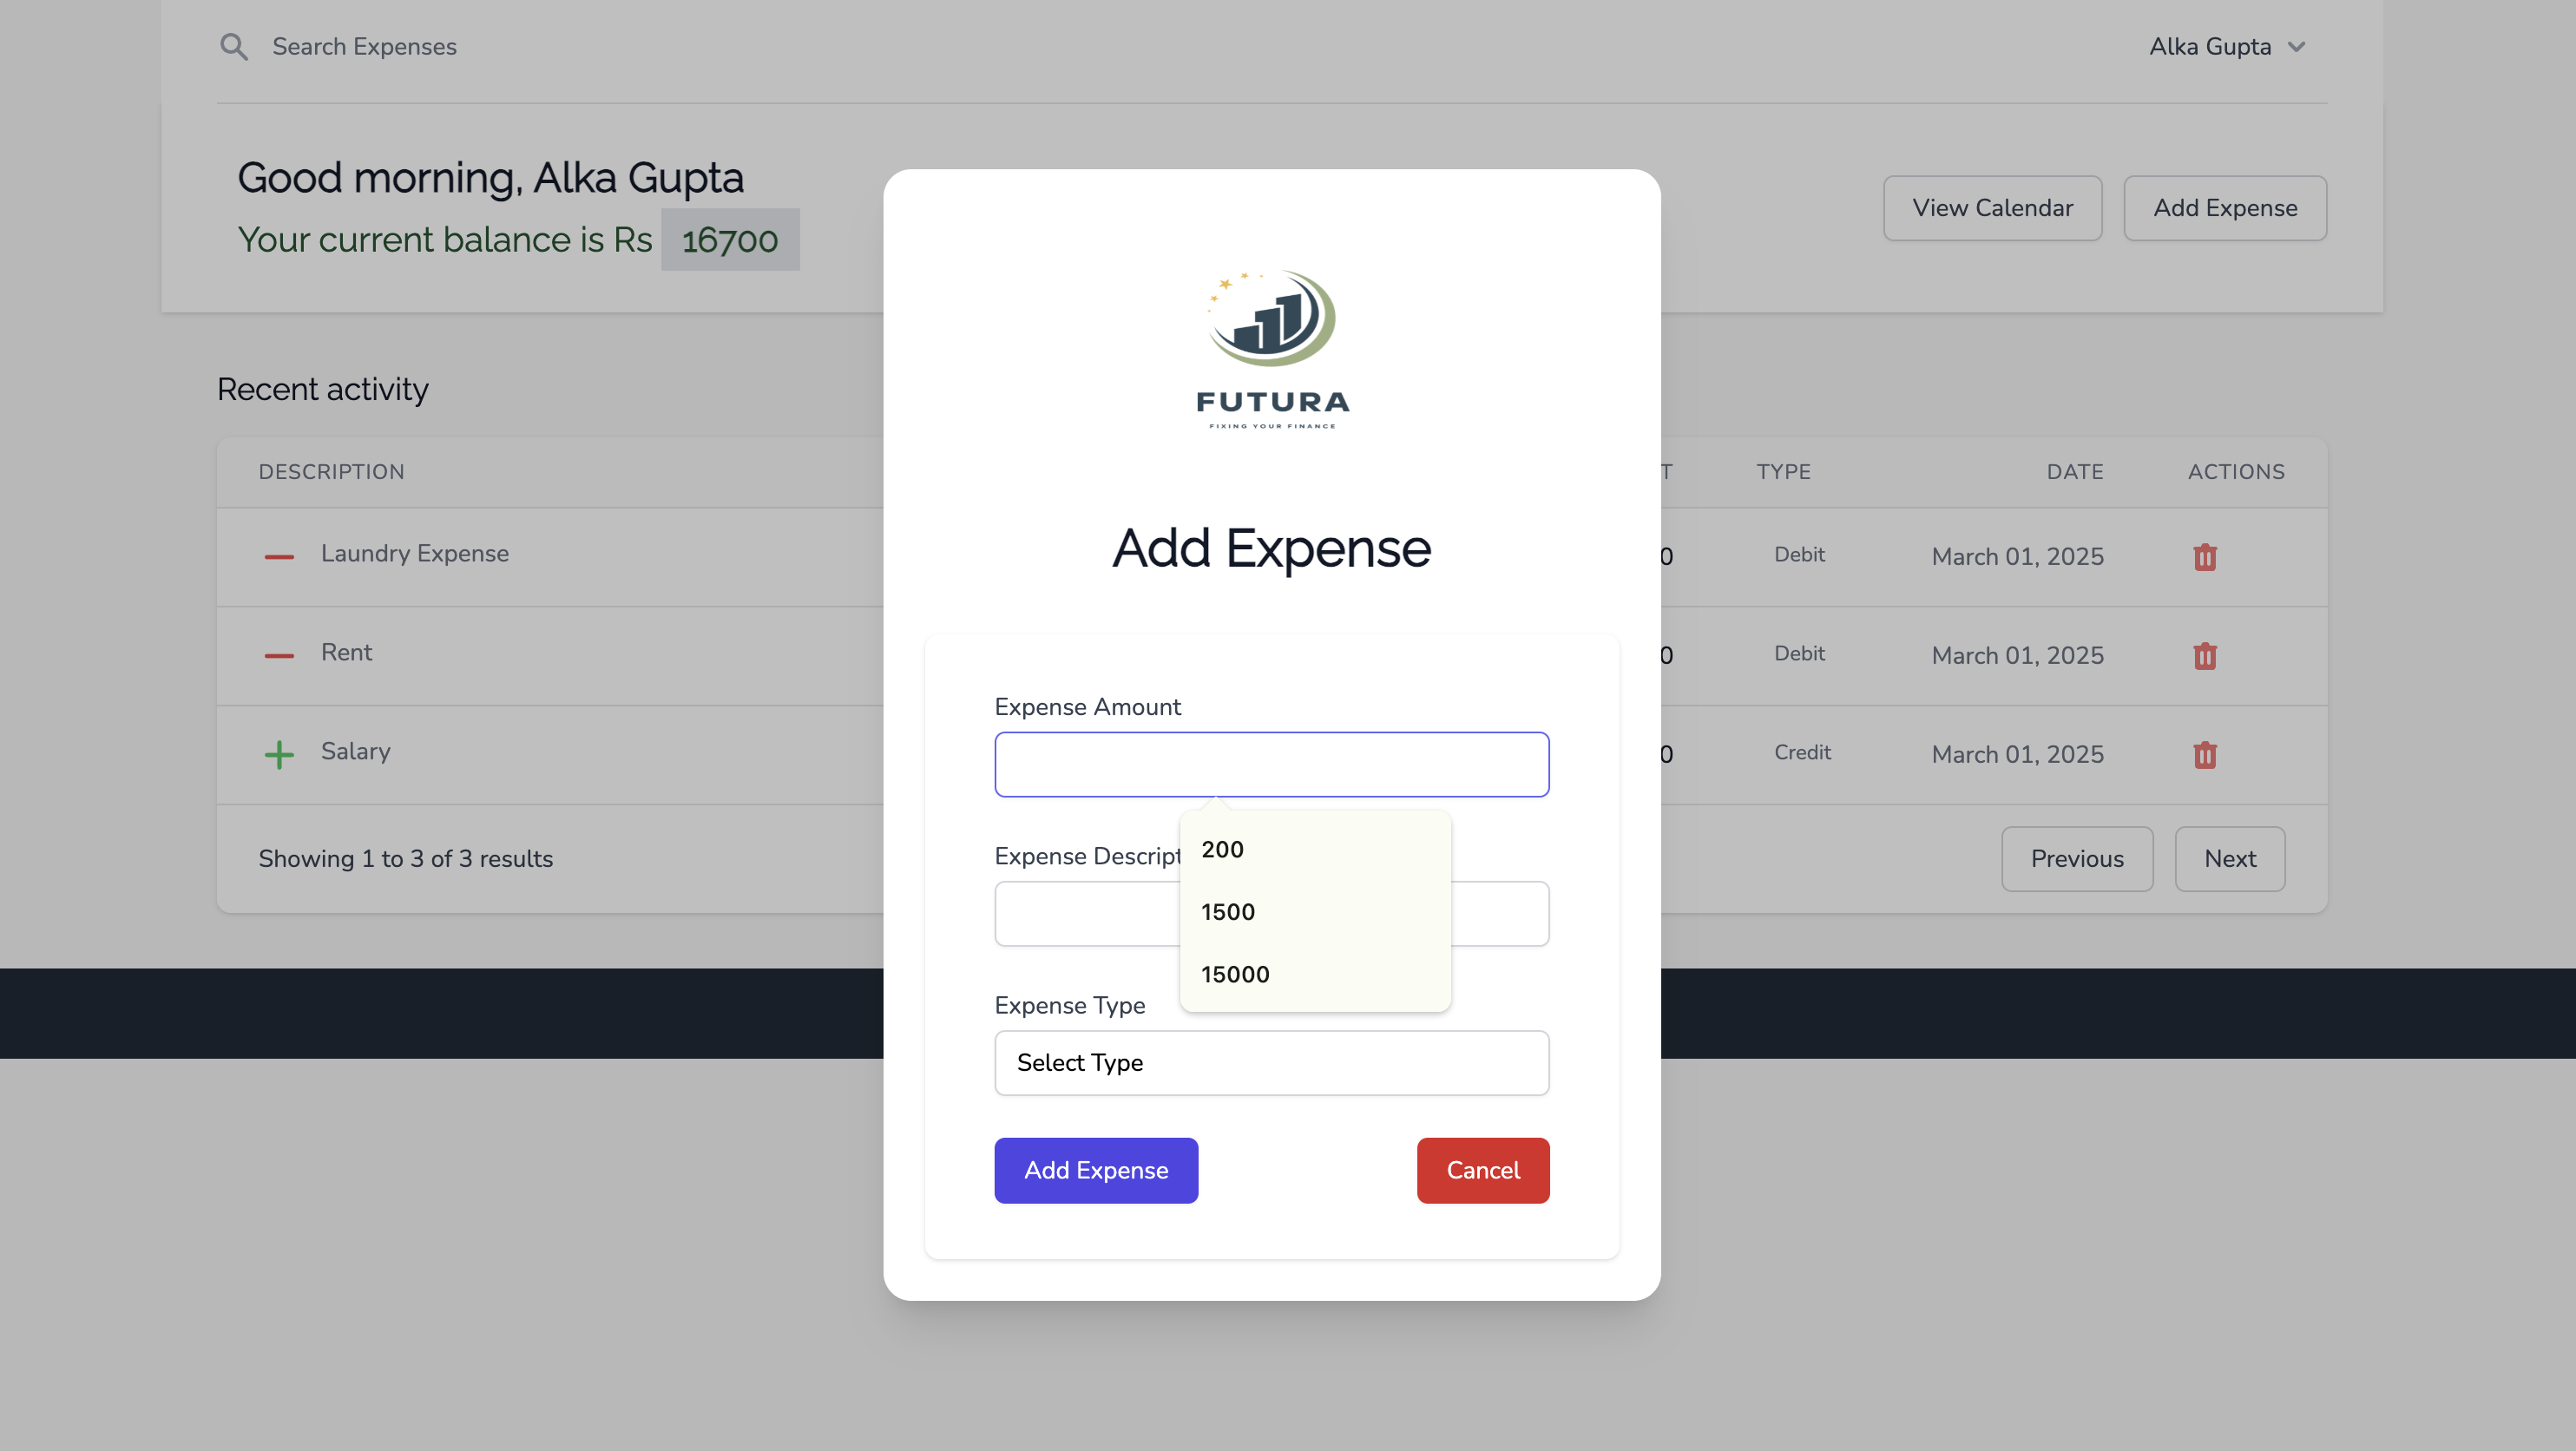 Search Expenses
Alka Gupta
Good morning, Alka Gupta
Your current balance is Rs 16700
View Calendar
Add Expense
FUTURA
FIXING YOUR FINANCE
Add Expense
Recent activity
DESCRIPTION T TYPE DATE ACTIONS
Laundry Expense 0 Debit March 01, 2025
Rent 0 Debit March 01, 2025
Salary 0 Credit March 01, 2025
Showing 1 to 3 of 3 results
Previous
Next
Expense Amount
200
1500
15000
Expense Descript
Expense Type
Select Type
Add Expense
Cancel